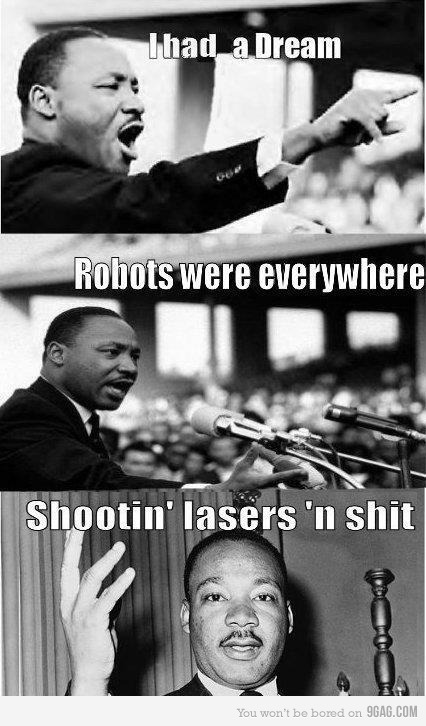 I had a Dream
Robots were everywhere
Shootin' lasers 'n shit
You won't be bored on 9GAG.COM